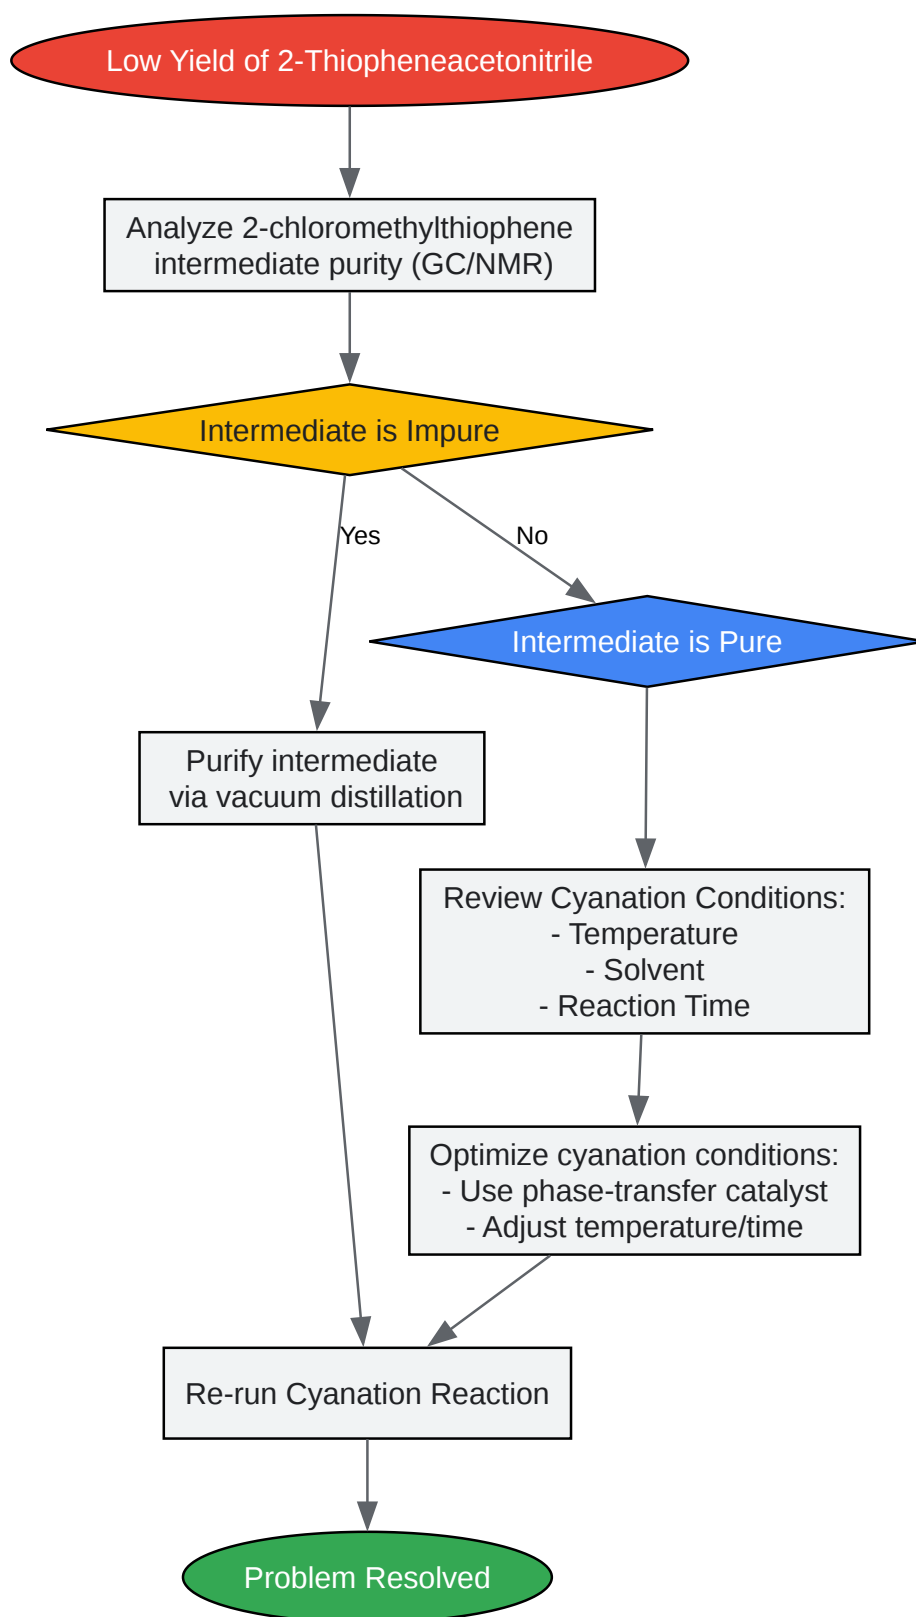 Low Yield of 2-Thiopheneacetonitrile
Analyze 2-chloromethylthiophene
intermediate purity (GC/NMR)
Intermediate is Impure
Yes
No
Intermediate is Pure
Purify intermediate
via vacuum distillation
Review Cyanation Conditions:
- Temperature
- Solvent
- Reaction Time
Optimize cyanation conditions:
- Use phase-transfer catalyst
- Adjust temperature/time
Re-run Cyanation Reaction
Problem Resolved